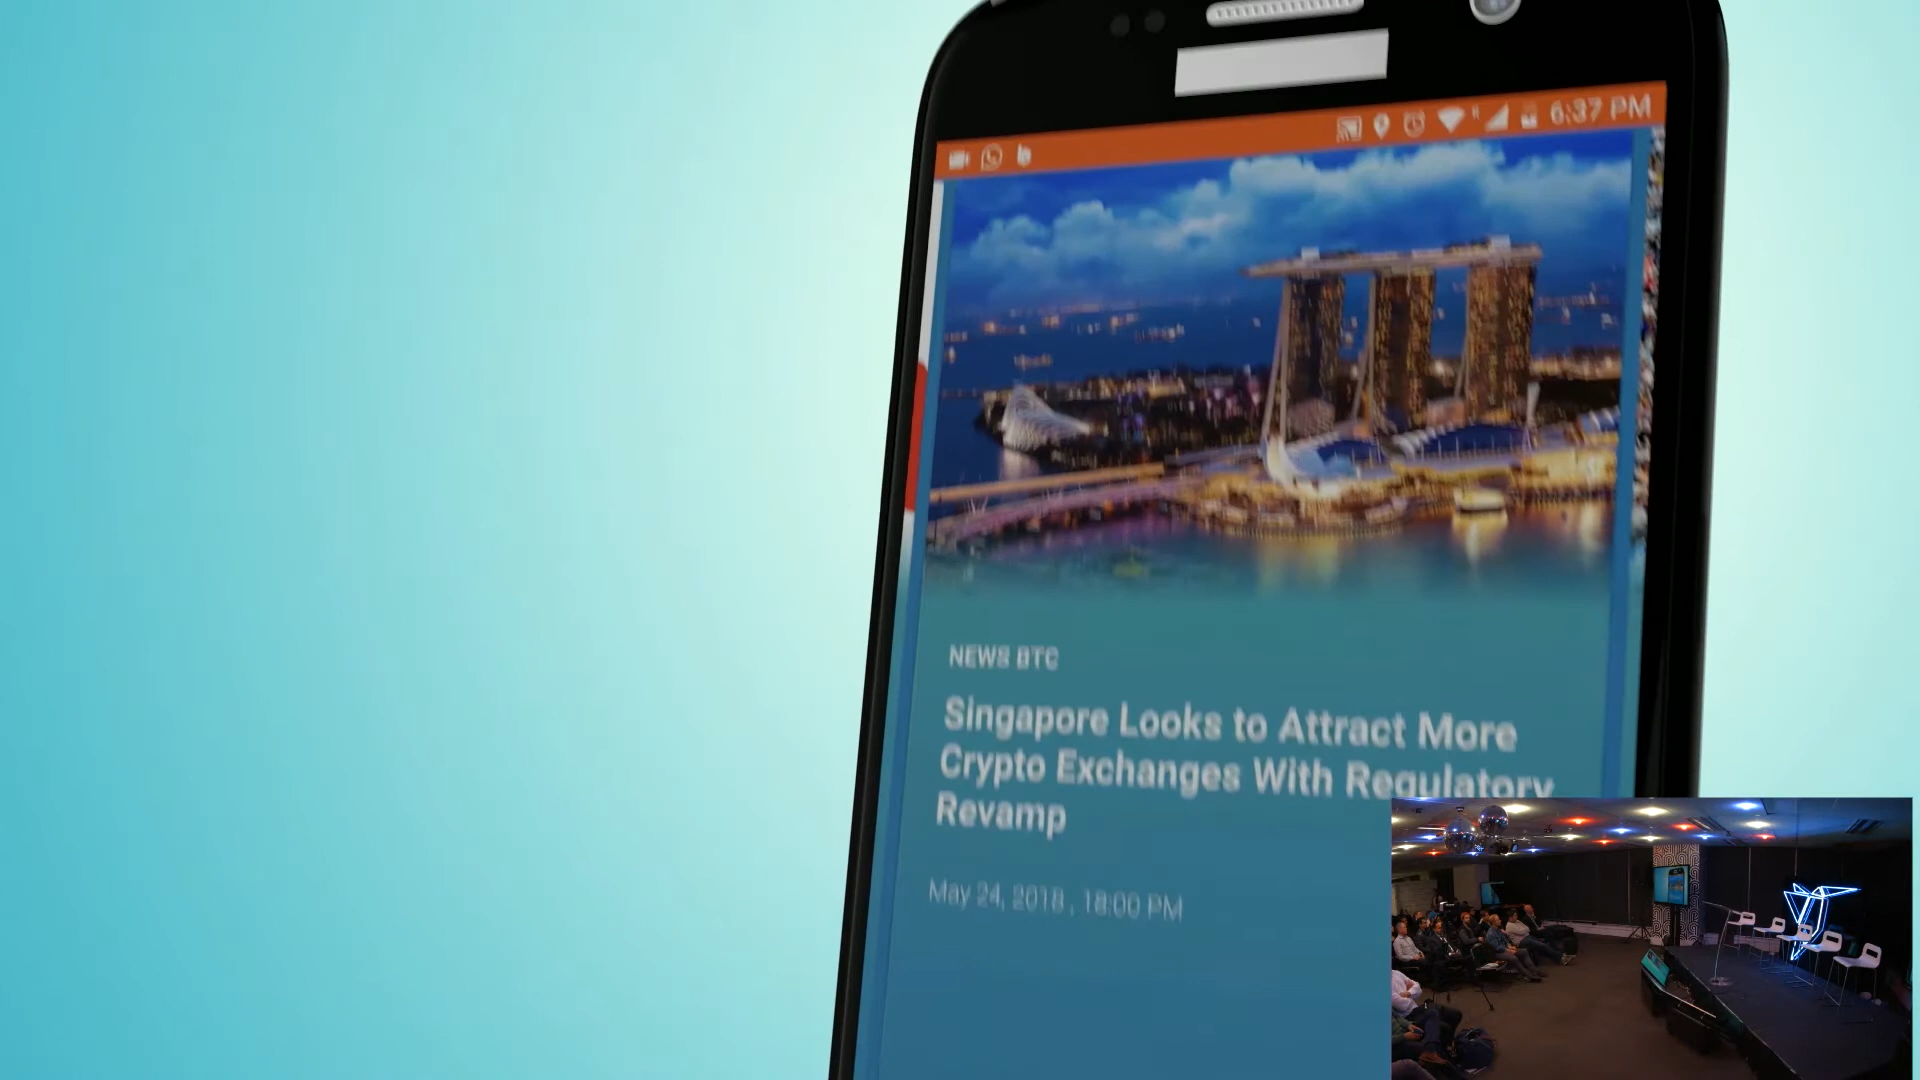 6:37 PM
NEWS BTC
Singapore Looks to Attract More
Crypto Exchanges With Regulatory
Revamp
May 24, 2018 , 18:00 PM